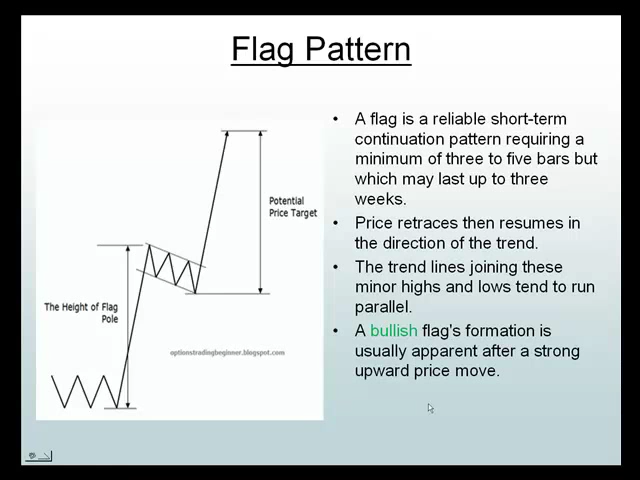 Flag Pattern
• A flag is a reliable short-term
continuation pattern requiring a
minimum of three to five bars but
which may last up to three
weeks.
• Price retraces then resumes in
the direction of the trend.
• The trend lines joining these
minor highs and lows tend to run
parallel.
• A bullish flag's formation is
usually apparent after a strong
upward price move.
Potential
Price Target
The Height of Flag
Pole
optionstradingbeginner.blogspot.com